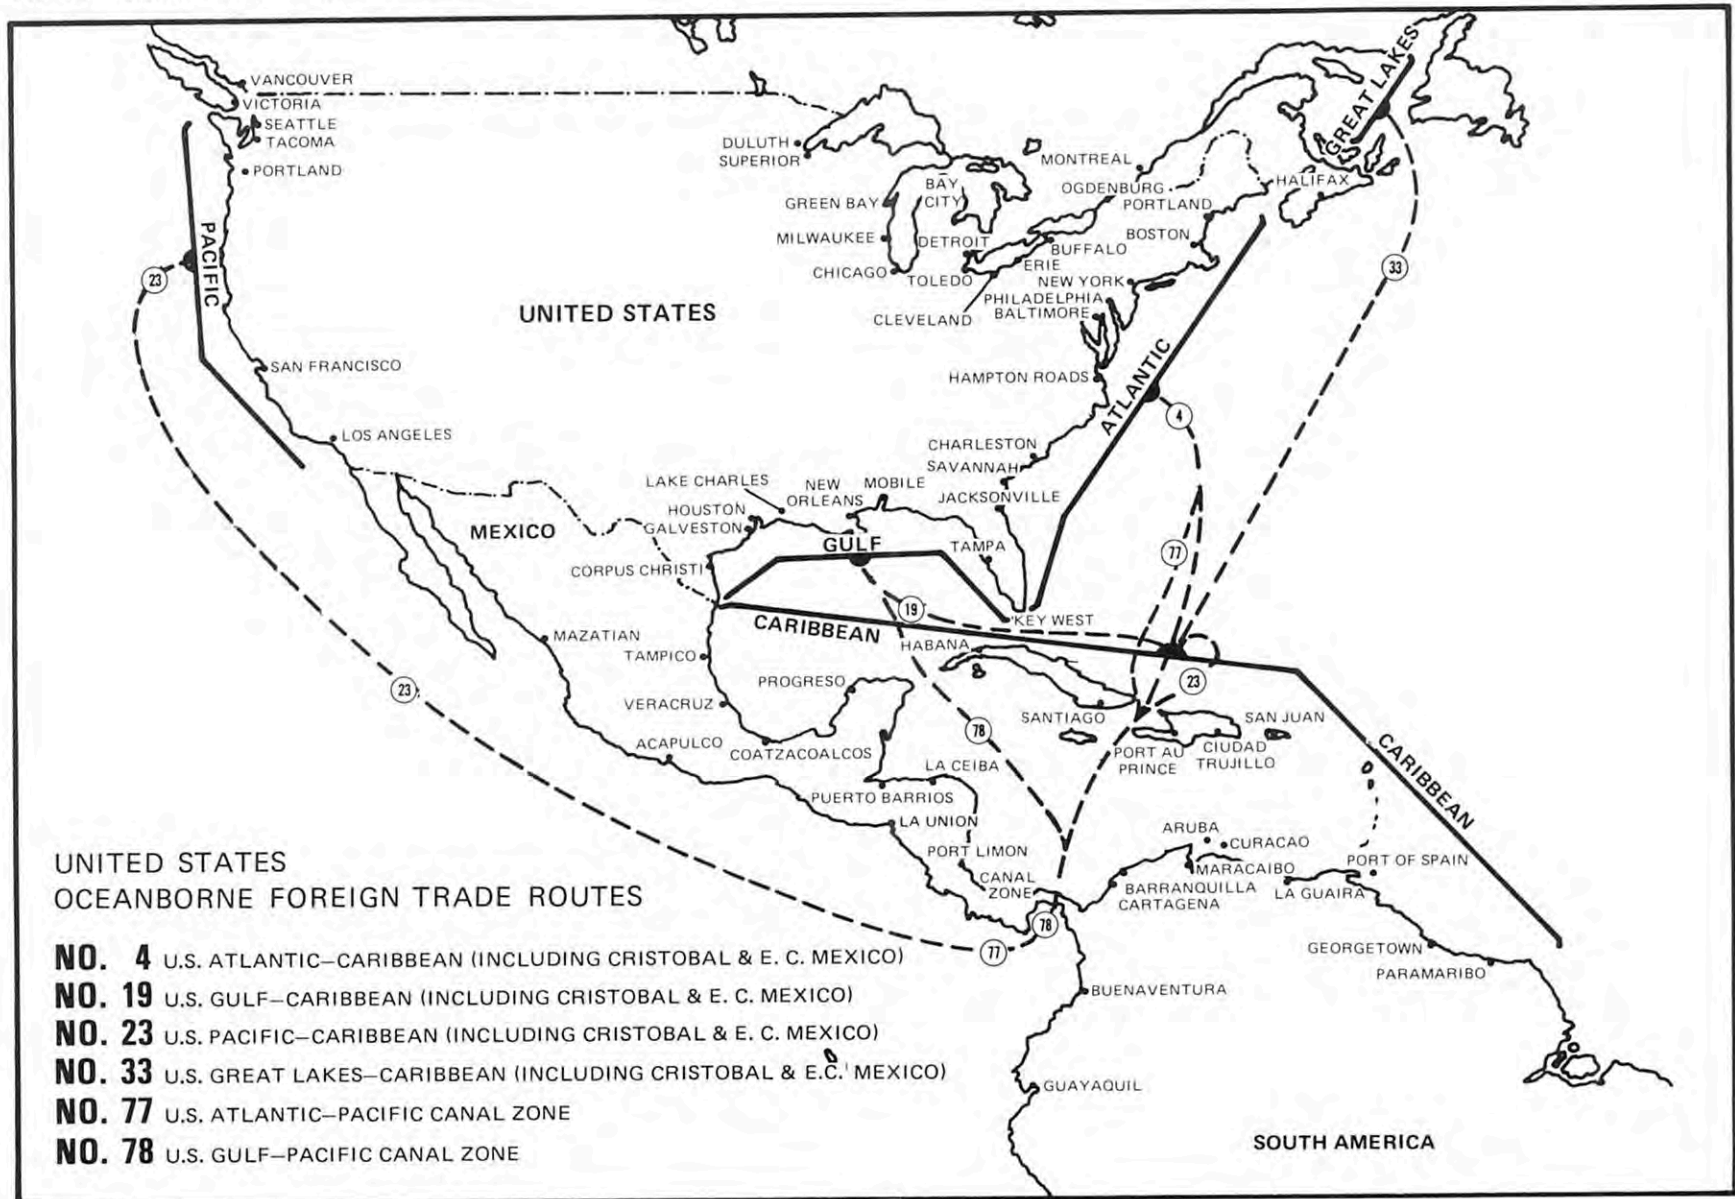 VANCOUVER
VICTORIA
SEATTLE
TACOMA
PORTLAND
PACIFIC
23
SAN FRANCISCO
LOS ANGELES
UNITED STATES
DULUTH
SUPERIOR
GREEN BAY
MILWAUKEE
CHICAGO
BAY
CITY
DETROIT
TOLEDO
CLEVELAND
ERIE
BUFFALO
MONTREAL
OGDENBURG
PORTLAND
BOSTON
HALIFAX
GREAT LAKES
33
NEW YORK
PHILADELPHIA
BALTIMORE
HAMPTON ROADS
ATLANTIC
4
CHARLESTON
SAVANNAH
JACKSONVILLE
LAKE CHARLES
NEW
ORLEANS
MOBILE
HOUSTON
GALVESTON
MEXICO
GULF
TAMPA
77
CORPUS CHRISTI
19
KEY WEST
CARIBBEAN
HABANA
MAZATIAN
TAMPICO
PROGRESO
23
23
VERACRUZ
SANTIAGO
SAN JUAN
78
ACAPULCO
COATZACOALCOS
PORT AU
PRINCE
CIUDAD
TRUJILLO
CARIBBEAN
LA CEIBA
PUERTO BARRIOS
LA UNION
ARUBA
CURACAO
PORT LIMON
MARACAIBO
PORT OF SPAIN
CANAL
ZONE
BARRANQUILLA
CARTAGENA
LA GUAIRA
78
77
GEORGETOWN
PARAMARIBO
BUENAVENTURA
GUAYAQUIL
SOUTH AMERICA
UNITED STATES
OCEANBORNE FOREIGN TRADE ROUTES
NO. 4 U.S. ATLANTIC–CARIBBEAN (INCLUDING CRISTOBAL & E. C. MEXICO)
NO. 19 U.S. GULF–CARIBBEAN (INCLUDING CRISTOBAL & E. C. MEXICO)
NO. 23 U.S. PACIFIC–CARIBBEAN (INCLUDING CRISTOBAL & E. C. MEXICO)
NO. 33 U.S. GREAT LAKES–CARIBBEAN (INCLUDING CRISTOBAL & E.C. MEXICO)
NO. 77 U.S. ATLANTIC–PACIFIC CANAL ZONE
NO. 78 U.S. GULF–PACIFIC CANAL ZONE